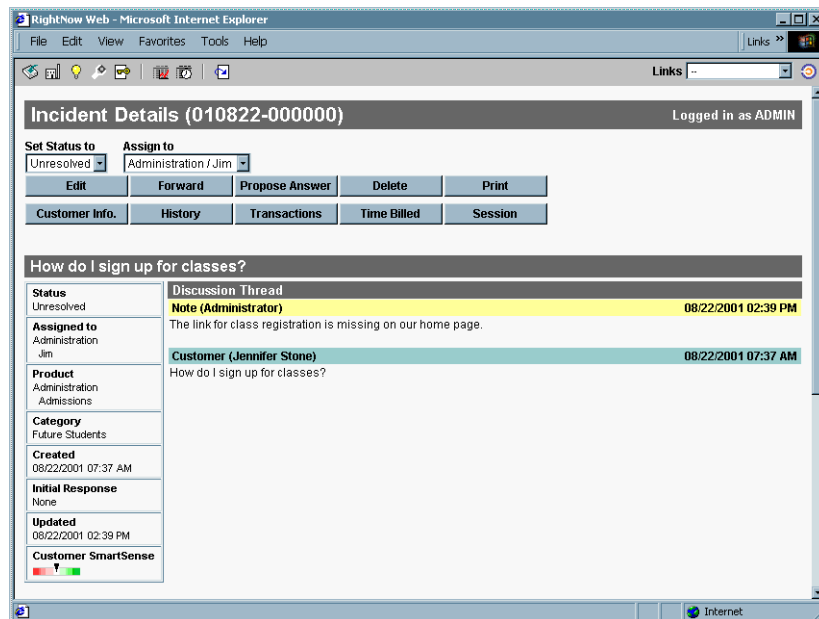 RightNow Web - Microsoft Internet Explorer
File Edit View Favorites Tools Help Links »
Links --
Incident Details (010822-000000) Logged in as ADMIN
Set Status to Assign to
Unresolved Administration / Jim
Edit Forward Propose Answer Delete Print
Customer Info. History Transactions Time Billed Session
How do I sign up for classes?
Status
Unresolved
Assigned to
Administration
Jim
Product
Administration
Admissions
Category
Future Students
Created
08/22/2001 07:37 AM
Initial Response
None
Updated
08/22/2001 02:39 PM
Customer SmartSense
Discussion Thread
Note (Administrator) 08/22/2001 02:39 PM
The link for class registration is missing on our home page.
Customer (Jennifer Stone) 08/22/2001 07:37 AM
How do I sign up for classes?
Internet